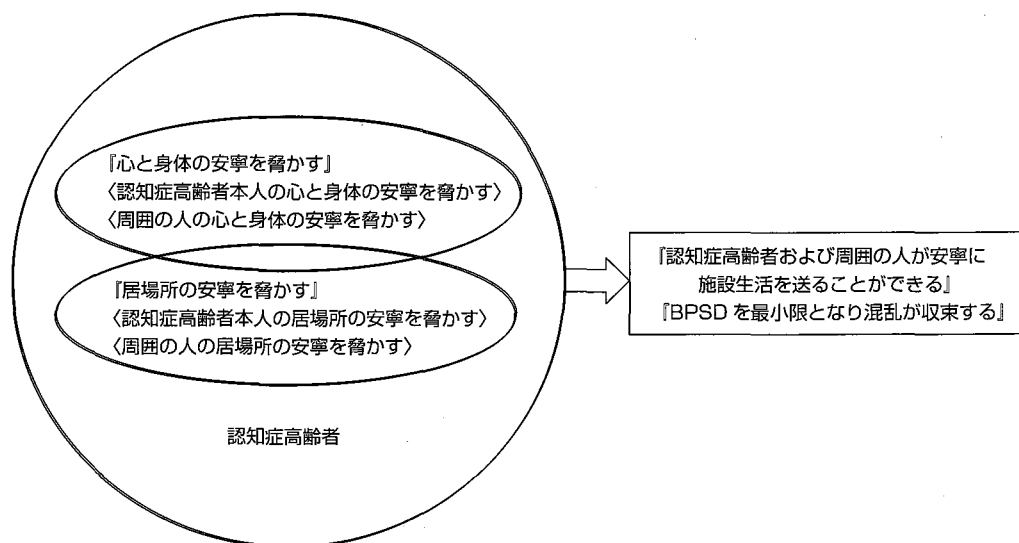 『心と身体の安寧を脅かす』
〈認知症高齢者本人の心と身体の安寧を脅かす〉
〈周囲の人の心と身体の安寧を脅かす〉
『居場所の安寧を脅かす』
〈認知症高齢者本人の居場所の安寧を脅かす〉
〈周囲の人の居場所の安寧を脅かす〉
認知症高齢者
『認知症高齢者および周囲の人が安寧に
施設生活を送ることができる』
『BPSDを最小限となり混乱が収束する』